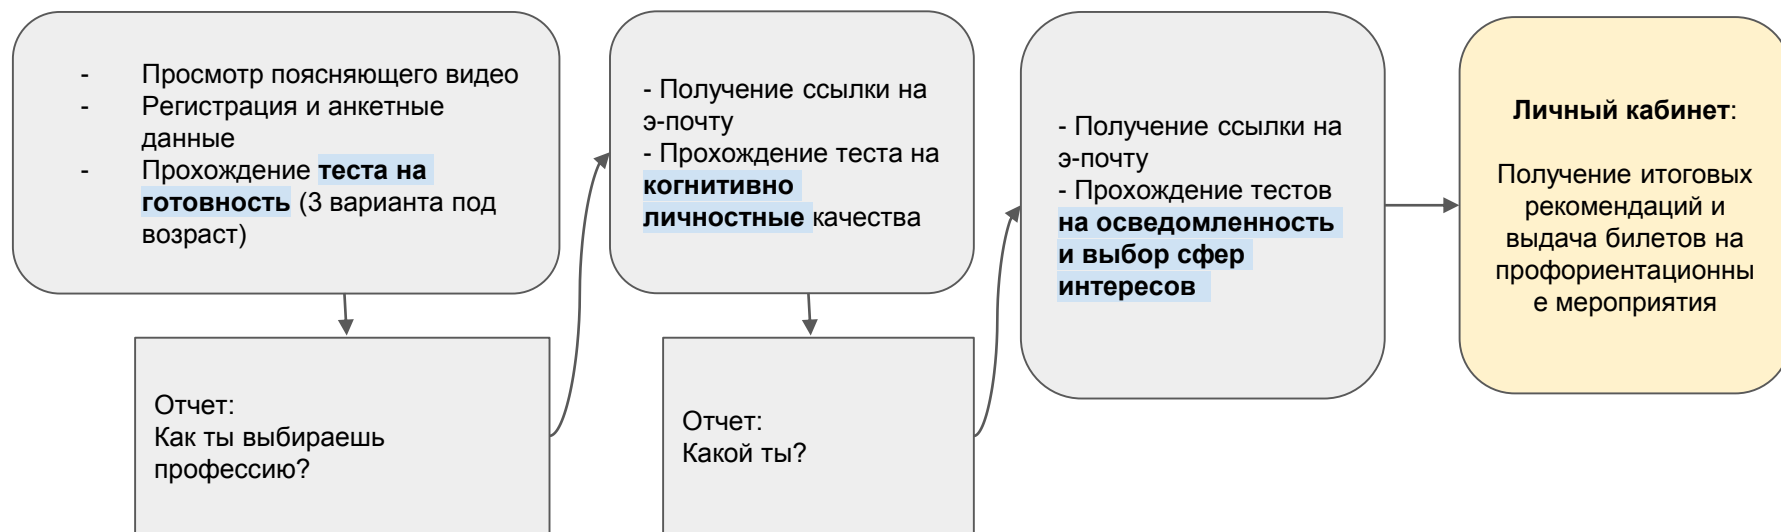 - Просмотр поясняющего видео
- Регистрация и анкетные
данные
- Прохождение теста на
готовность (3 варианта под
возраст)
Отчет:
Как ты выбираешь
профессию?
- Получение ссылки на
э-почту
- Прохождение теста на
когнитивно
личностные качества
Отчет:
Какой ты?
- Получение ссылки на
э-почту
- Прохождение тестов
на осведомленность
и выбор сфер
интересов
Личный кабинет:
Получение итоговых
рекомендаций и
выдача билетов на
профориентационны
е мероприятия